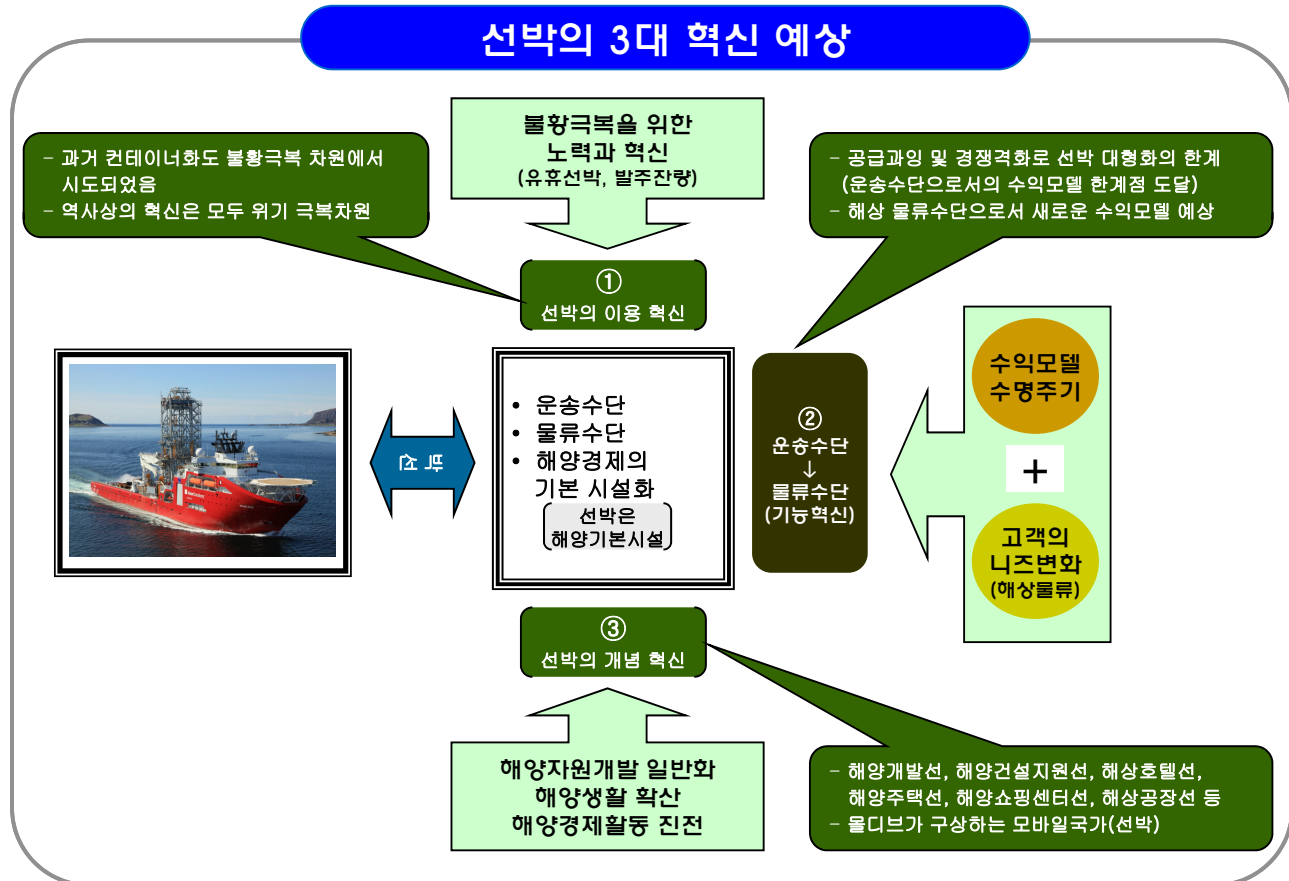 선박의 3대 혁신 예상
불황극복을 위한
노력과 혁신
(유휴선박, 발주잔량)
- 과거 컨테이너화도 불황극복 차원에서
시도되었음
- 역사상의 혁신은 모두 위기 극복차원
- 공급과잉 및 경쟁격화로 선박 대형화의 한계
(운송수단으로서의 수익모델 한계점 도달)
- 해상 물류수단으로서 새로운 수익모델 예상
①
선박의 이용 혁신
선박
• 운송수단
• 물류수단
• 해양경제의
기본 시설화
선박은
해양기본시설
②
운송수단
↓
물류수단
(기능혁신)
수익모델
수명주기
+
고객의
니즈변화
(해상물류)
③
선박의 개념 혁신
해양자원개발 일반화
해양생활 확산
해양경제활동 진전
- 해양개발선, 해양건설지원선, 해상호텔선,
해양주택선, 해양쇼핑센터선, 해상공장선 등
- 몰디브가 구상하는 모바일국가(선박)